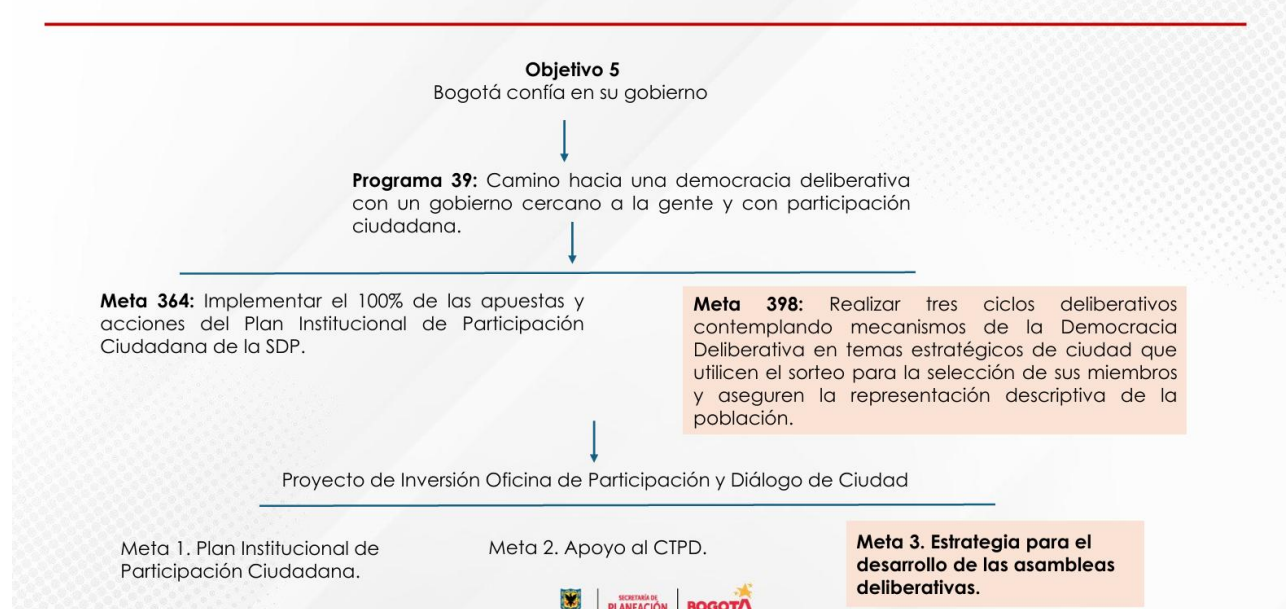 Objetivo 5
Bogotá confía en su gobierno
Programa 39: Camino hacia una democracia deliberativa
con un gobierno cercano a la gente y con participación
ciudadana.
Meta 364: Implementar el 100% de las apuestas y
acciones del Plan Institucional de Participación
Ciudadana de la SDP.
Meta 398: Realizar tres ciclos deliberativos
contemplando mecanismos de la Democracia
Deliberativa en temas estratégicos de ciudad que
utilicen el sorteo para la selección de sus miembros
y aseguren la representación descriptiva de la
población.
Proyecto de Inversión Oficina de Participación y Diálogo de Ciudad
Meta 1. Plan Institucional de
Participación Ciudadana.
Meta 2. Apoyo al CTPD.
Meta 3. Estrategia para el
desarrollo de las asambleas
deliberativas.
SECRETARÍA DE
PLANEACIÓN
BOGOTÁ